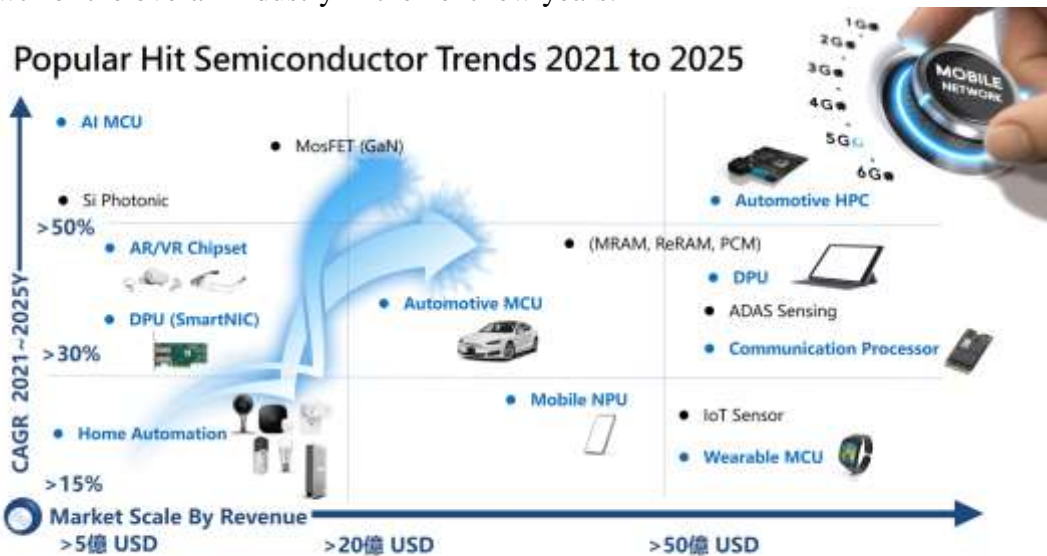 Popular Hit Semiconductor Trends 2021 to 2025
1G
2G
3G
4G
5G
6G
MOBILE
NETWORK
AI MCU
MosFET (GaN)
Si Photonic
Automotive HPC
>50%
AR/VR Chipset
(MRAM, ReRAM, PCM)
DPU
DPU (SmartNIC)
Automotive MCU
ADAS Sensing
>30%
Communication Processor
Mobile NPU
IoT Sensor
Home Automation
Wearable MCU
>15%
CAGR 2021~2025Y
Market Scale By Revenue
>5億 USD
>20億 USD
>50億 USD